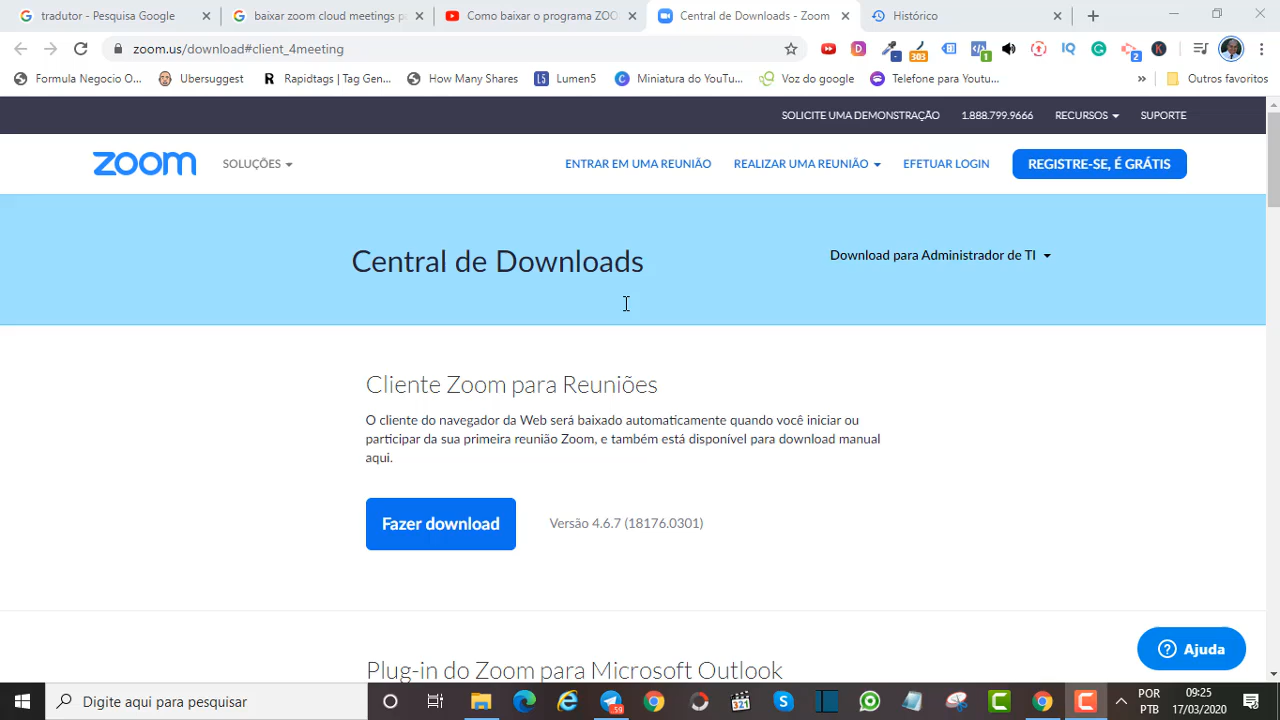 tradutor - Pesquisa Google
baixar zoom cloud meetings p
Como baixar o programa ZOO
Central de Downloads - Zoom
Histórico
zoom.us/download#client_4meeting
303
1
IQ
2
K
Formula Negocio O...
Ubersuggest
R Rapidtags | Tag Gen...
How Many Shares
Lumen5
Miniatura do YouTu...
Voz do google
Telefone para Youtu...
»
Outros favoritos
SOLICITE UMA DEMONSTRAÇÃO
1.888.799.9666
RECURSOS
SUPORTE
zoom
SOLUÇÕES
ENTRAR EM UMA REUNIÃO
REALIZAR UMA REUNIÃO
EFETUAR LOGIN
REGISTRE-SE, É GRÁTIS
Central de Downloads
Download para Administrador de TI
Cliente Zoom para Reuniões
O cliente do navegador da Web será baixado automaticamente quando você iniciar ou
participar da sua primeira reunião Zoom, e também está disponível para download manual
aqui.
Fazer download
Versão 4.6.7 (18176.0301)
Plug-in do Zoom para Microsoft Outlook
Ajuda
Digite aqui para pesquisar
59
321
POR
PTB
09:25
17/03/2020